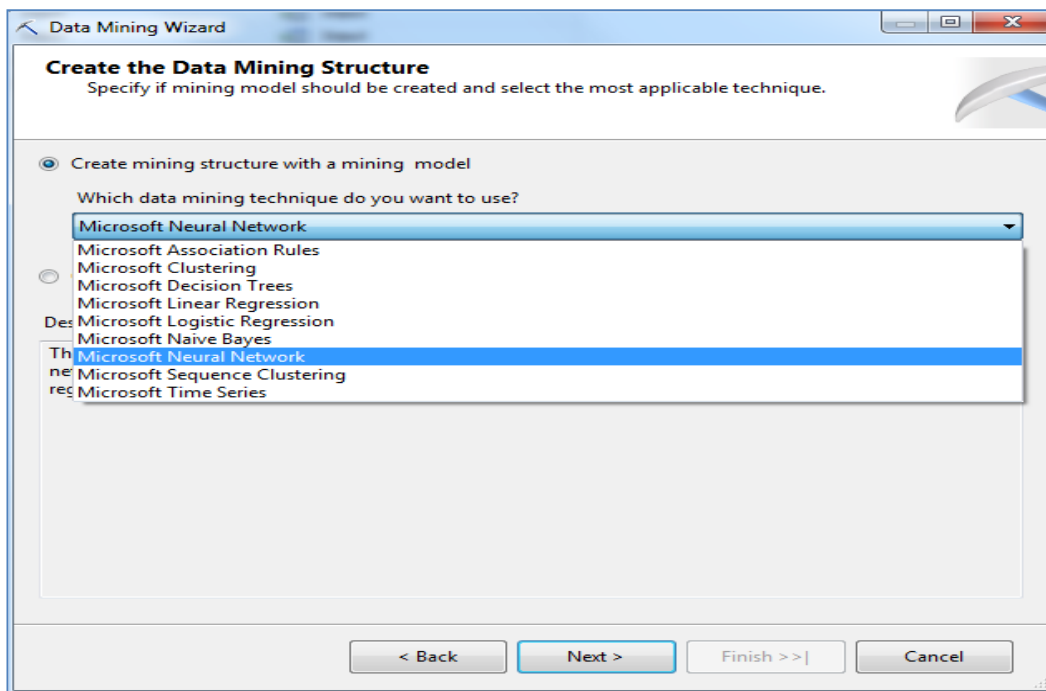 Data Mining Wizard
Create the Data Mining Structure
Specify if mining model should be created and select the most applicable technique.
Create mining structure with a mining model
Which data mining technique do you want to use?
Microsoft Neural Network
Microsoft Association Rules
Microsoft Clustering
Microsoft Decision Trees
Microsoft Linear Regression
Microsoft Logistic Regression
Microsoft Naive Bayes
Microsoft Neural Network
Microsoft Sequence Clustering
Microsoft Time Series
< Back
Next >
Finish >>|
Cancel